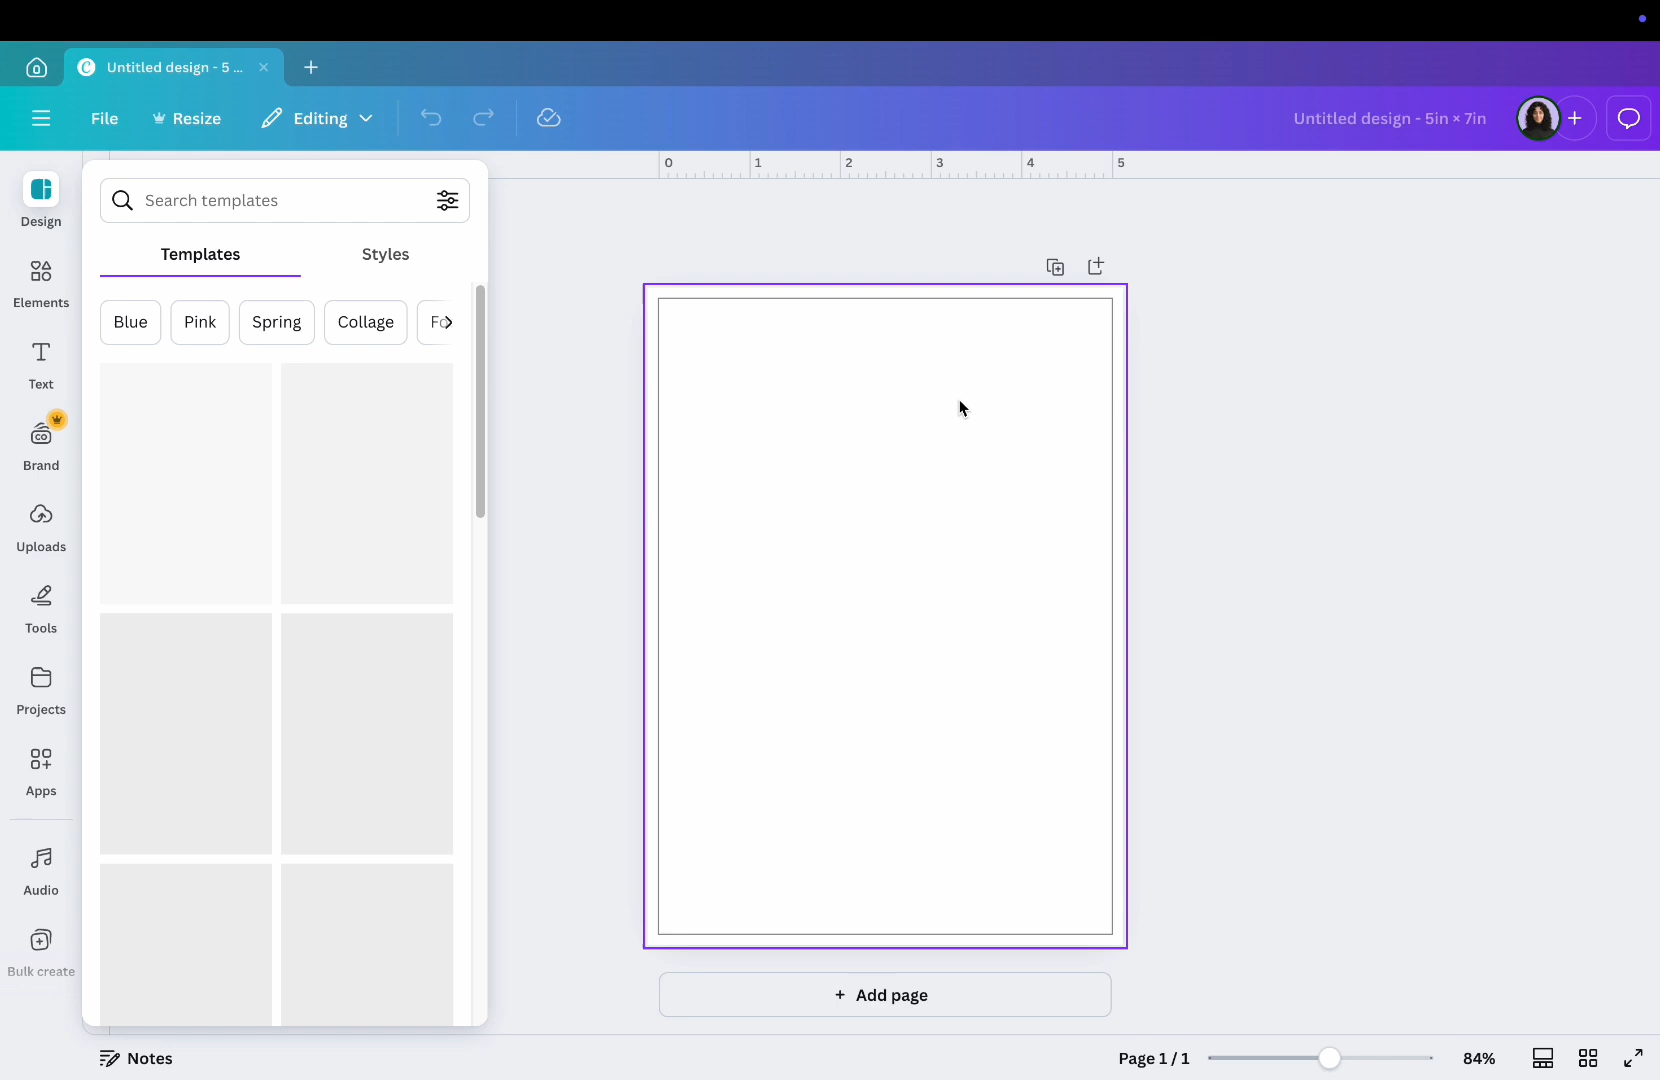 Untitled design - 5 ...
File
Resize
Editing
Untitled design - 5in × 7in
0 1 2 3 4 5
Search templates
Templates Styles
Blue Pink Spring Collage Fo
Design
Elements
Text
CO
Brand
Uploads
Tools
Projects
Apps
Audio
Bulk create
+ Add page
Notes
Page 1 / 1
84%